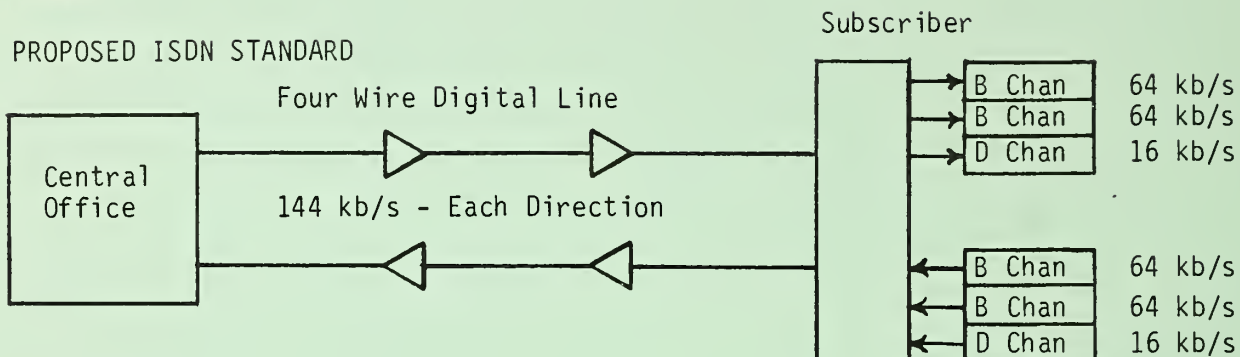 Subscriber
PROPOSED ISDN STANDARD
Four Wire Digital Line
Central
Office
144 kb/s - Each Direction
B Chan 64 kb/s
B Chan 64 kb/s
D Chan 16 kb/s
B Chan 64 kb/s
B Chan 64 kb/s
D Chan 16 kb/s